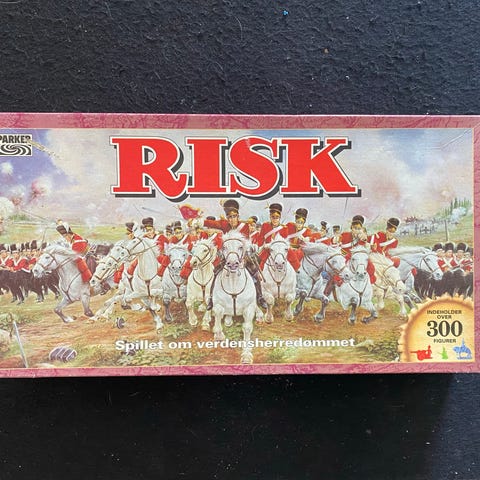 PARKER
RISK
Spillet om verdensherredømmet
INDEHOLDER
OVER
300
FIGURER